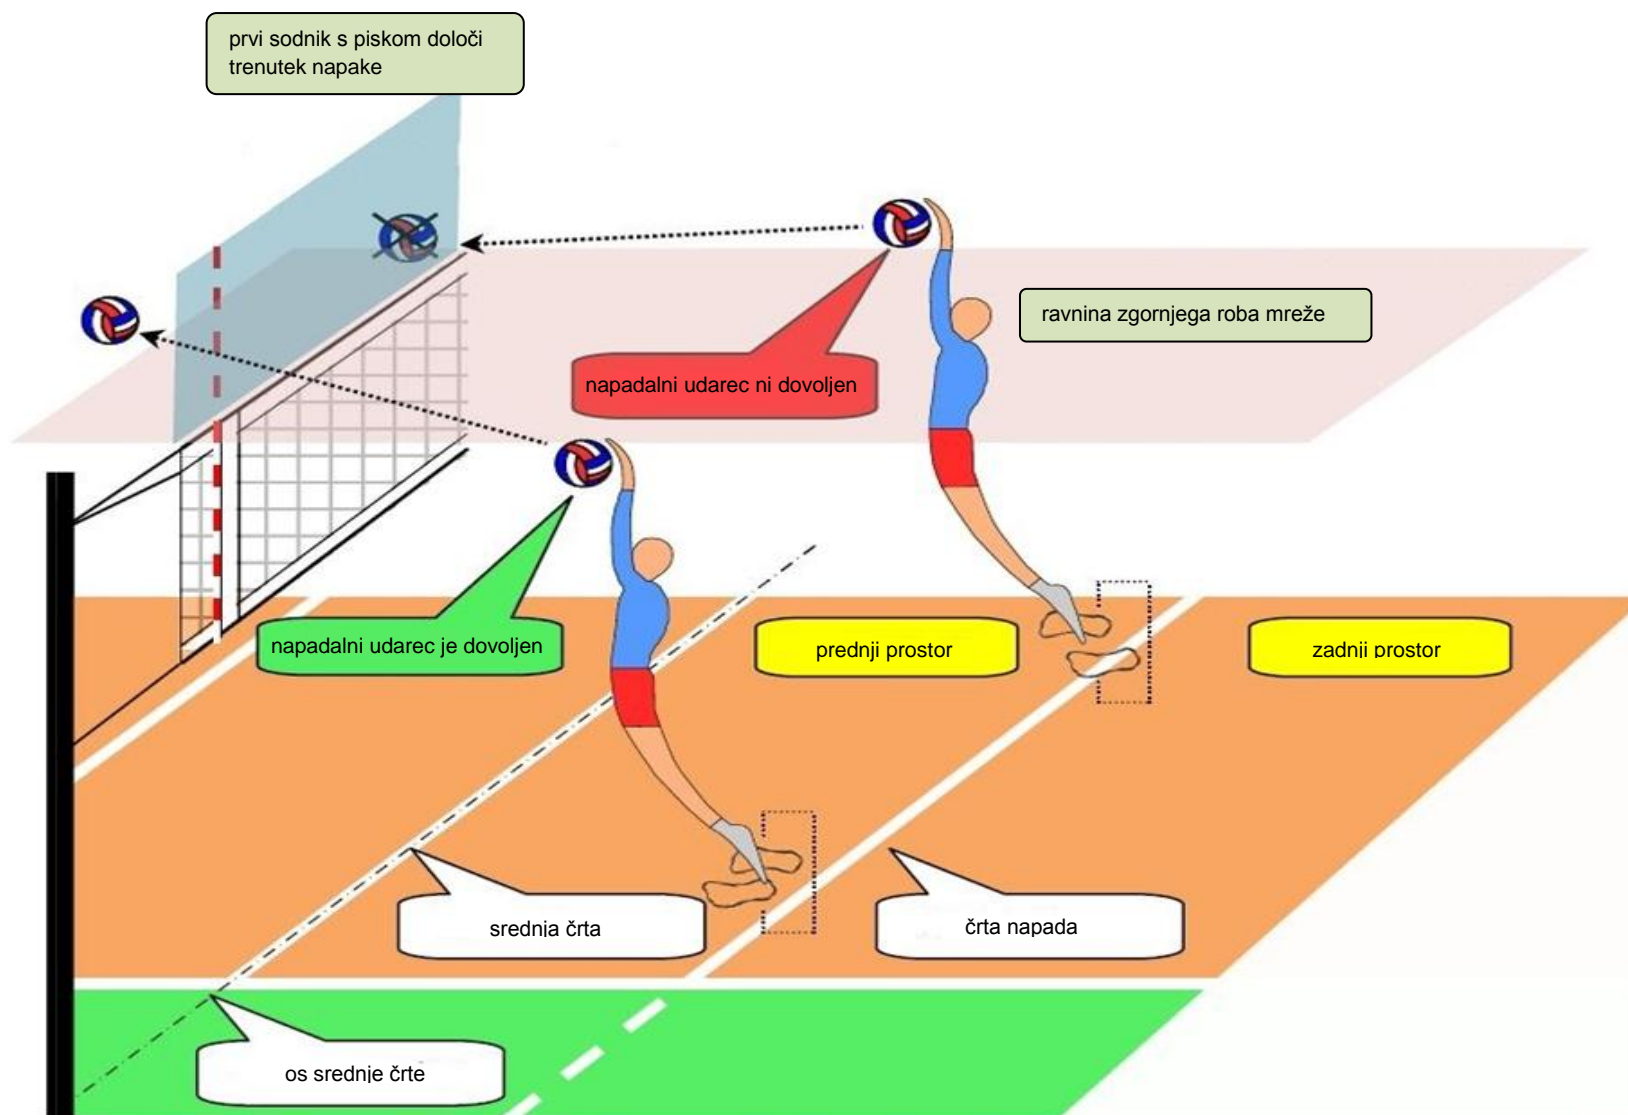 prvi sodnik s piskom določi
trenutek napake
ravnina zgornjega roba mreže
napadalni udarec ni dovoljen
napadalni udarec je dovoljen
prednji prostor
zadnji prostor
srednja črta
črta napada
os srednje črte